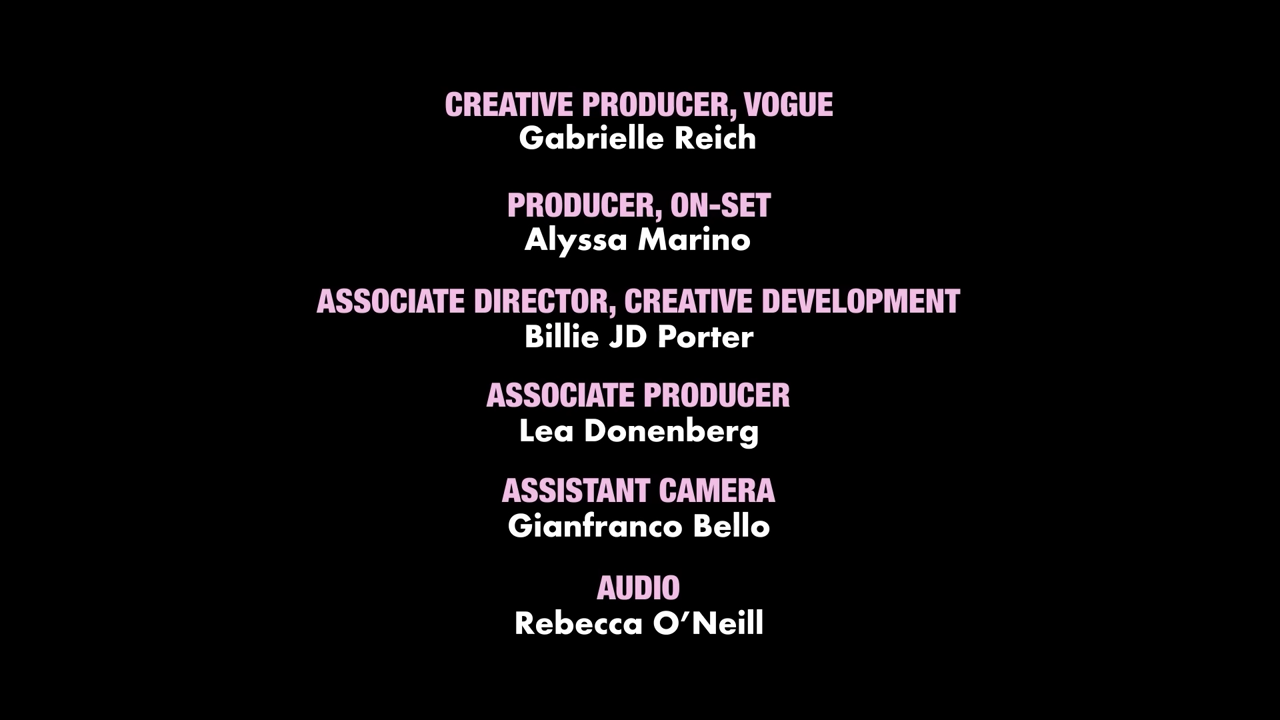 CREATIVE PRODUCER, VOGUE
Gabrielle Reich
PRODUCER, ON-SET
Alyssa Marino
ASSOCIATE DIRECTOR, CREATIVE DEVELOPMENT
Billie JD Porter
ASSOCIATE PRODUCER
Lea Donenberg
ASSISTANT CAMERA
Gianfranco Bello
AUDIO
Rebecca O’Neill